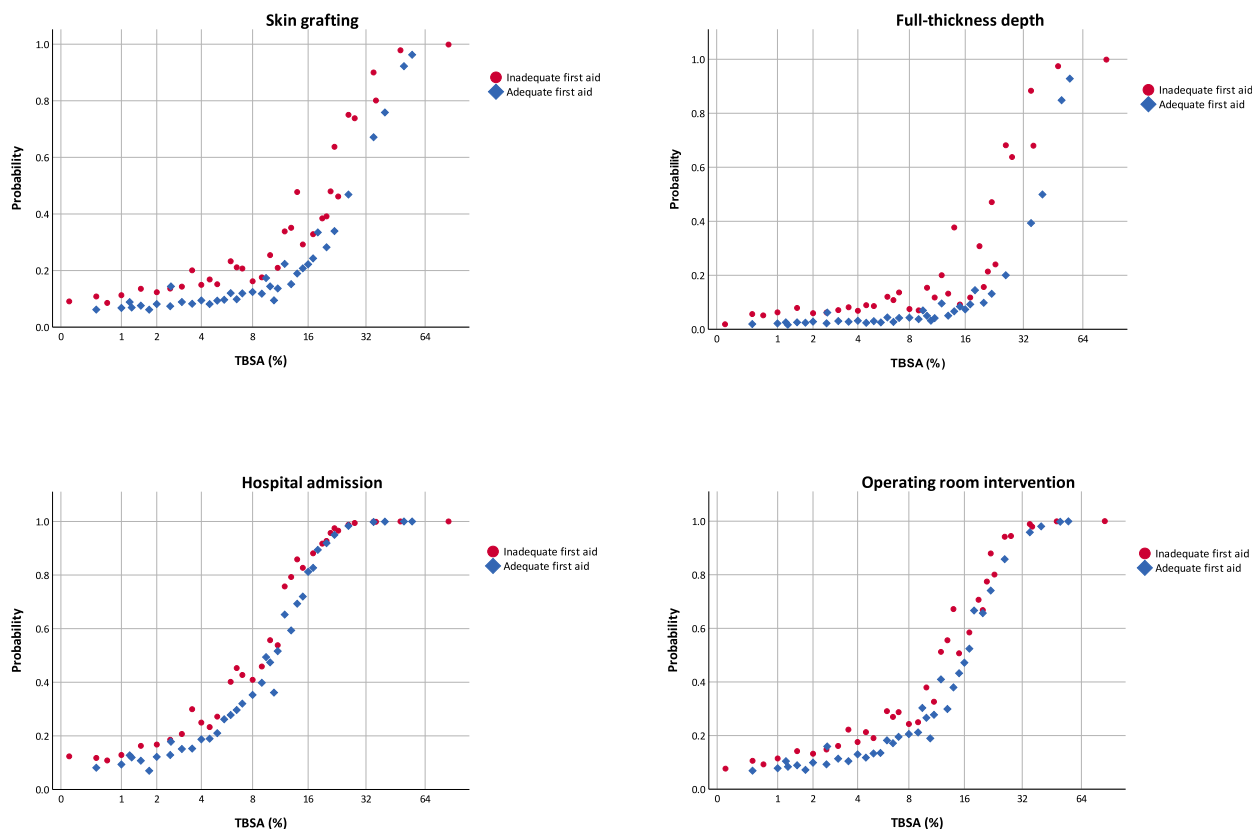 Skin grafting
Probability
1.0
0.8
0.6
0.4
0.2
0.0
0 1 2 4 8 16 32 64
TBSA (%)
Inadequate first aid
Adequate first aid
Full-thickness depth
Probability
1.0
0.8
0.6
0.4
0.2
0.0
0 1 2 4 8 16 32 64
TBSA (%)
Inadequate first aid
Adequate first aid
Hospital admission
Probability
1.0
0.8
0.6
0.4
0.2
0.0
0 1 2 4 8 16 32 64
TBSA (%)
Inadequate first aid
Adequate first aid
Operating room intervention
Probability
1.0
0.8
0.6
0.4
0.2
0.0
0 1 2 4 8 16 32 64
TBSA (%)
Inadequate first aid
Adequate first aid